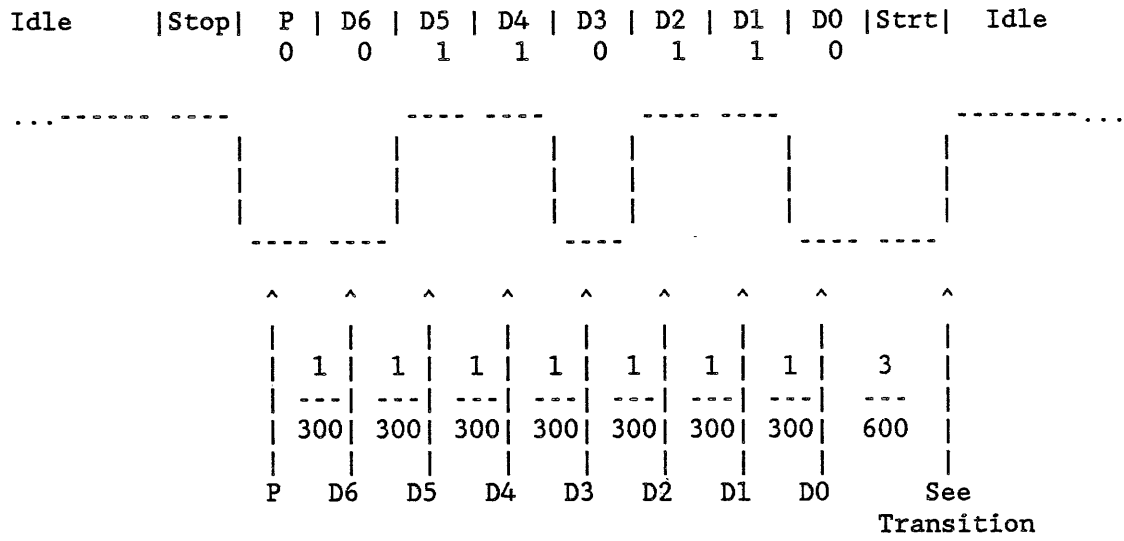 Idle |Stop| P | D6 | D5 | D4 | D3 | D2 | D1 | D0 |Strt| Idle
0 0 1 1 0 1 1 0
...------ ---- ---- ---- ---- ---- --------...
| | | | | |
| | | | | |
| | | | | |
---- ---- ---- ---- ----
^ ^ ^ ^ ^ ^ ^ ^ ^
| | | | | | | | |
| 1 | 1 | 1 | 1 | 1 | 1 | 1 | 3 |
| ---| ---| ---| ---| ---| ---| ---| --- |
| 300| 300| 300| 300| 300| 300| 300| 600 |
| | | | | | | | |
P D6 D5 D4 D3 D2 D1 D0 See
Transition